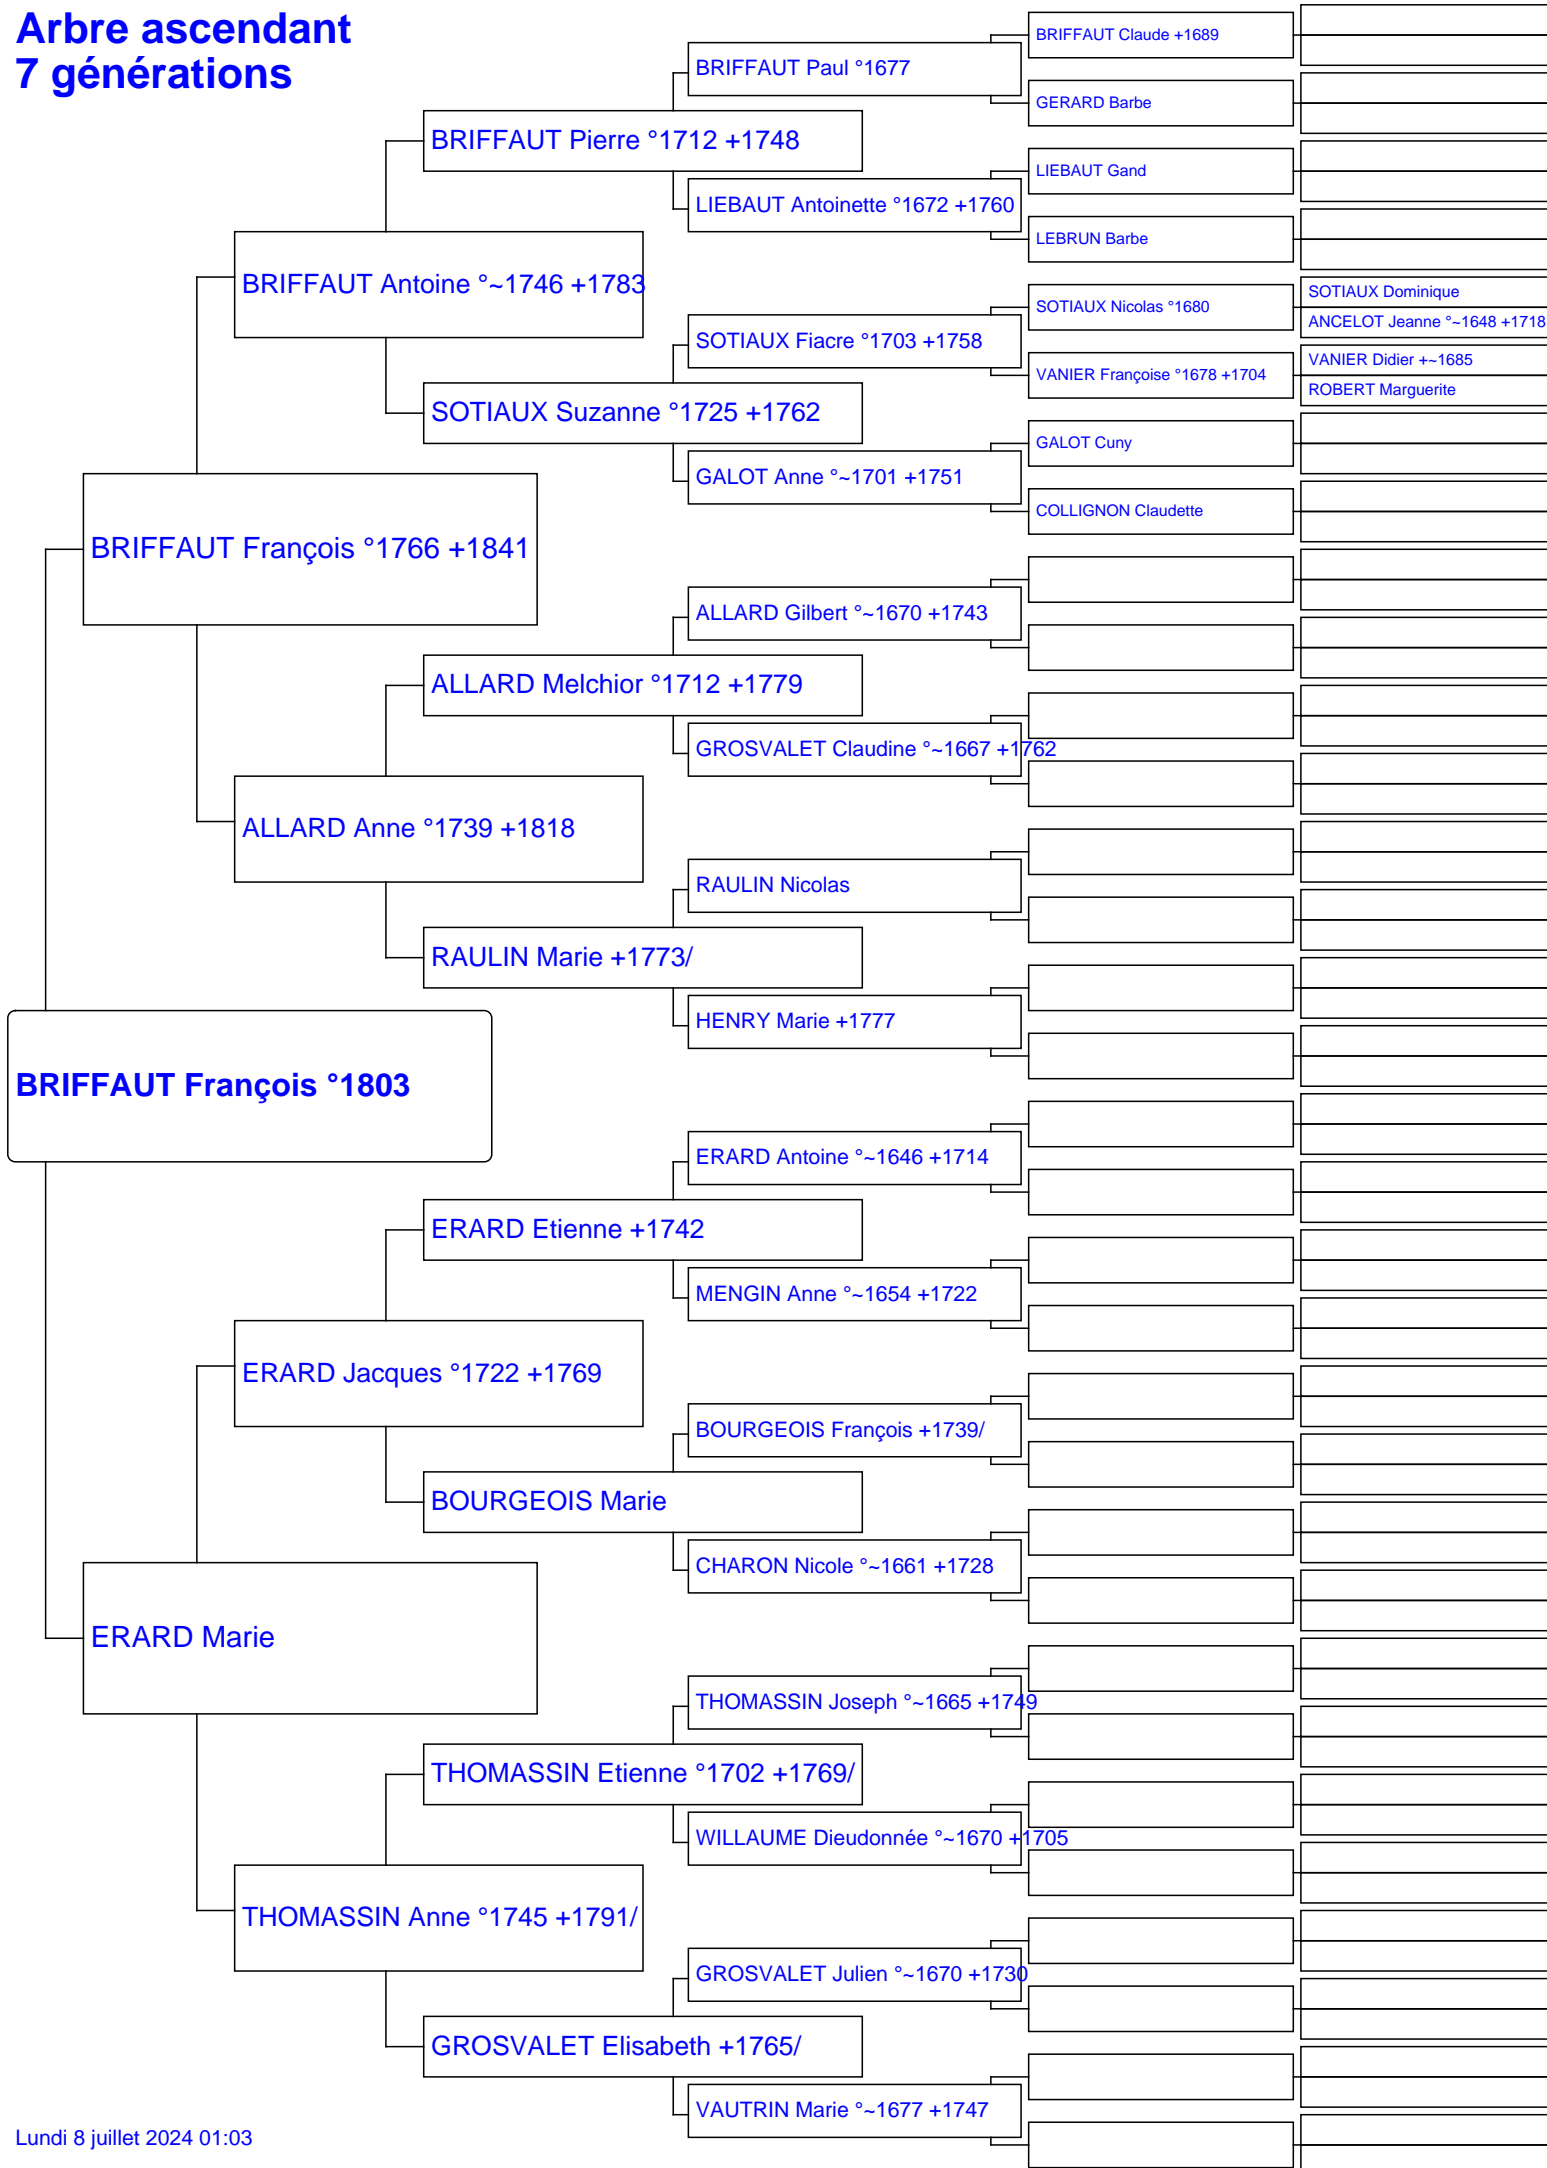 Arbre ascendant
7 générations
BRIFFAUT Claude +1689
BRIFFAUT Paul °1677
GERARD Barbe
BRIFFAUT Pierre °1712 +1748
LIEBAUT Gand
LIEBAUT Antoinette °1672 +1760
LEBRUN Barbe
BRIFFAUT Antoine °~1746 +1783
SOTIAUX Dominique
SOTIAUX Nicolas °1680
ANCELOT Jeanne °~1648 +1718
SOTIAUX Fiacre °1703 +1758
VANIER Didier +~1685
VANIER Françoise °1678 +1704
ROBERT Marguerite
SOTIAUX Suzanne °1725 +1762
GALOT Cuny
GALOT Anne °~1701 +1751
COLLIGNON Claudette
BRIFFAUT François °1766 +1841
ALLARD Gilbert °~1670 +1743
ALLARD Melchior °1712 +1779
GROSVALET Claudine °~1667 +1762
ALLARD Anne °1739 +1818
RAULIN Nicolas
RAULIN Marie +1773/
HENRY Marie +1777
BRIFFAUT François °1803
ERARD Antoine °~1646 +1714
ERARD Etienne +1742
MENGIN Anne °~1654 +1722
ERARD Jacques °1722 +1769
BOURGEOIS François +1739/
BOURGEOIS Marie
CHARON Nicole °~1661 +1728
ERARD Marie
THOMASSIN Joseph °~1665 +1749
THOMASSIN Etienne °1702 +1769/
WILLAUME Dieudonnée °~1670 +1705
THOMASSIN Anne °1745 +1791/
GROSVALET Julien °~1670 +1730
GROSVALET Elisabeth +1765/
VAUTRIN Marie °~1677 +1747
Lundi 8 juillet 2024 01:03